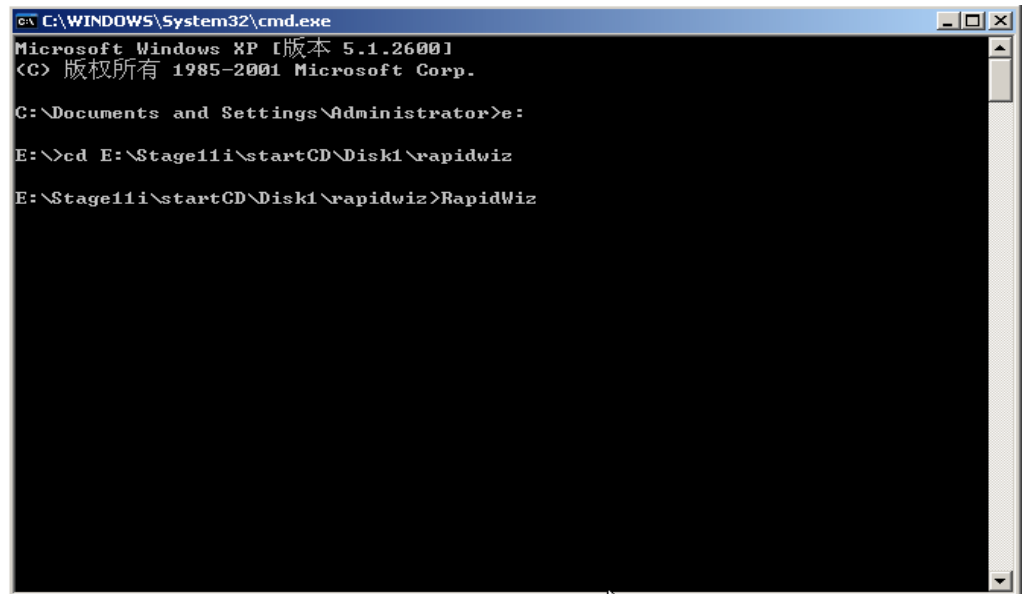 C:\WINDOWS\System32\cmd.exe
Microsoft Windows XP [版本 5.1.2600]
(C) 版权所有 1985-2001 Microsoft Corp.
C:\Documents and Settings\Administrator>e:
E:\>cd E:\Stage11i\startCD\Disk1\rapidwiz
E:\Stage11i\startCD\Disk1\rapidwiz>RapidWiz